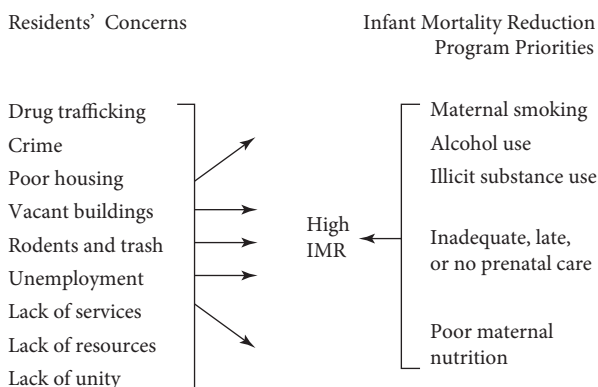 Residents’ Concerns
Infant Mortality Reduction
Program Priorities
Drug trafficking
Crime
Poor housing
Vacant buildings
Rodents and trash
Unemployment
Lack of services
Lack of resources
Lack of unity
High
IMR
Maternal smoking
Alcohol use
Illicit substance use
Inadequate, late,
or no prenatal care
Poor maternal
nutrition